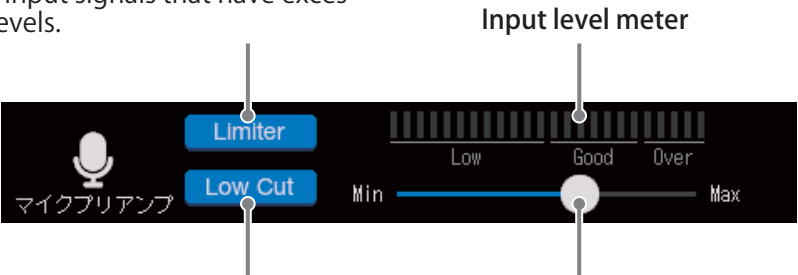 input signals that have exces
evels.
Input level meter
Limiter
Low Good Over
Low Cut
Min Max
マイクプリアンプ